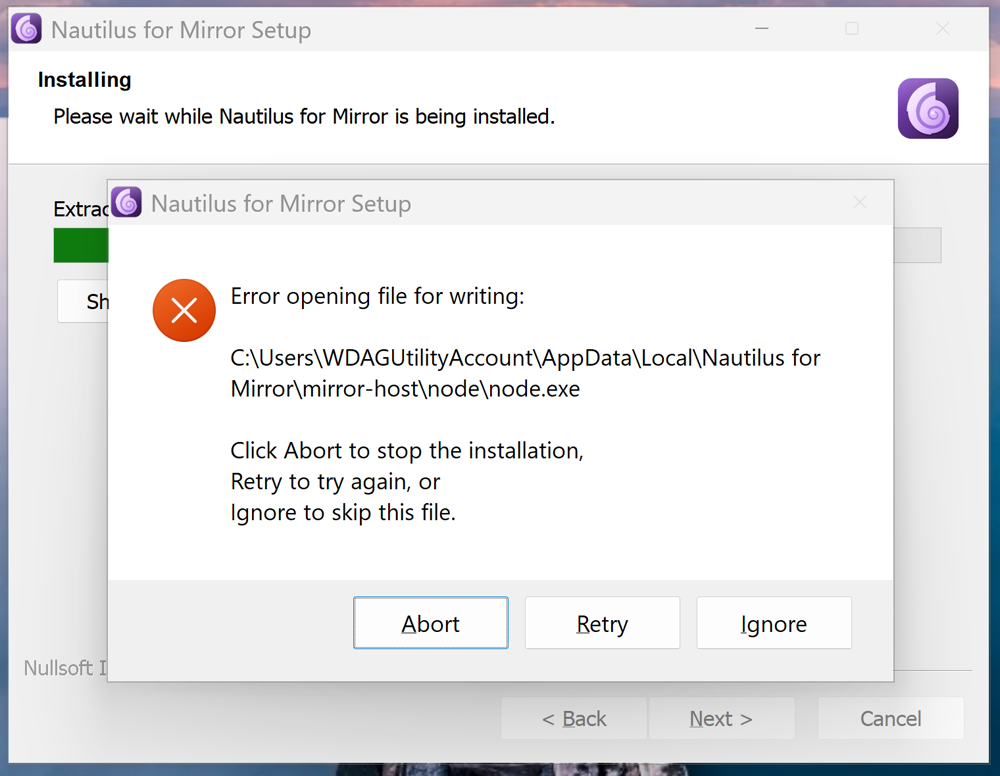 Nautilus for Mirror Setup
Installing
Please wait while Nautilus for Mirror is being installed.
Nautilus for Mirror Setup
Error opening file for writing:
C:\Users\WDAGUtilityAccount\AppData\Local\Nautilus for
Mirror\mirror-host\node\node.exe
Click Abort to stop the installation,
Retry to try again, or
Ignore to skip this file.
Abort Retry Ignore
Nullsoft
< Back Next > Cancel